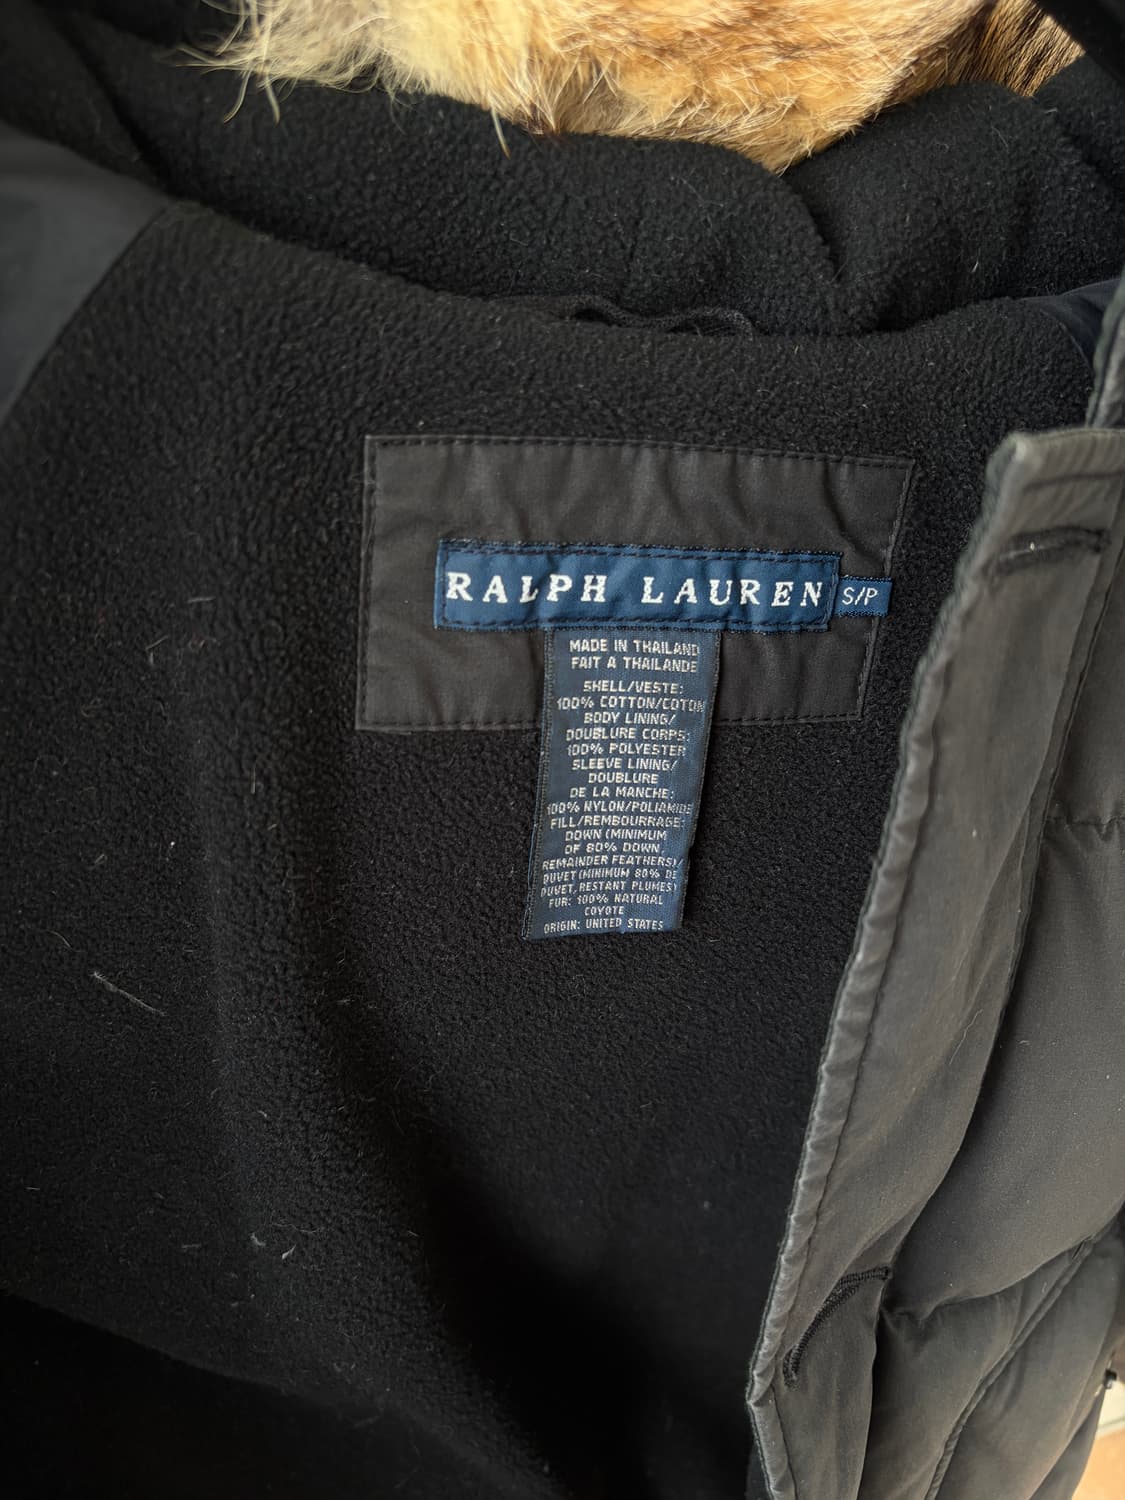 RALPH LAUREN
S/P
MADE IN THAILAND
FAIT A THAILANDE
SHELL/VESTE:
100% COTTON/COTON
BODY LINING/
DOUBLURE CORPS:
100% POLYESTER
SLEEVE LINING/
DOUBLURE
DE LA MANCHE:
100% NYLON/POLIAMIDE
FILL/REMBOURRAGE:
DOWN (MINIMUM
OF 80% DOWN
REMAINDER FEATHERS)/
DUVET (MINIMUM 80% DE
DUVET, RESTANT PLUMES)
FUR: 100% NATURAL
COYOTE
ORIGIN: UNITED STATES